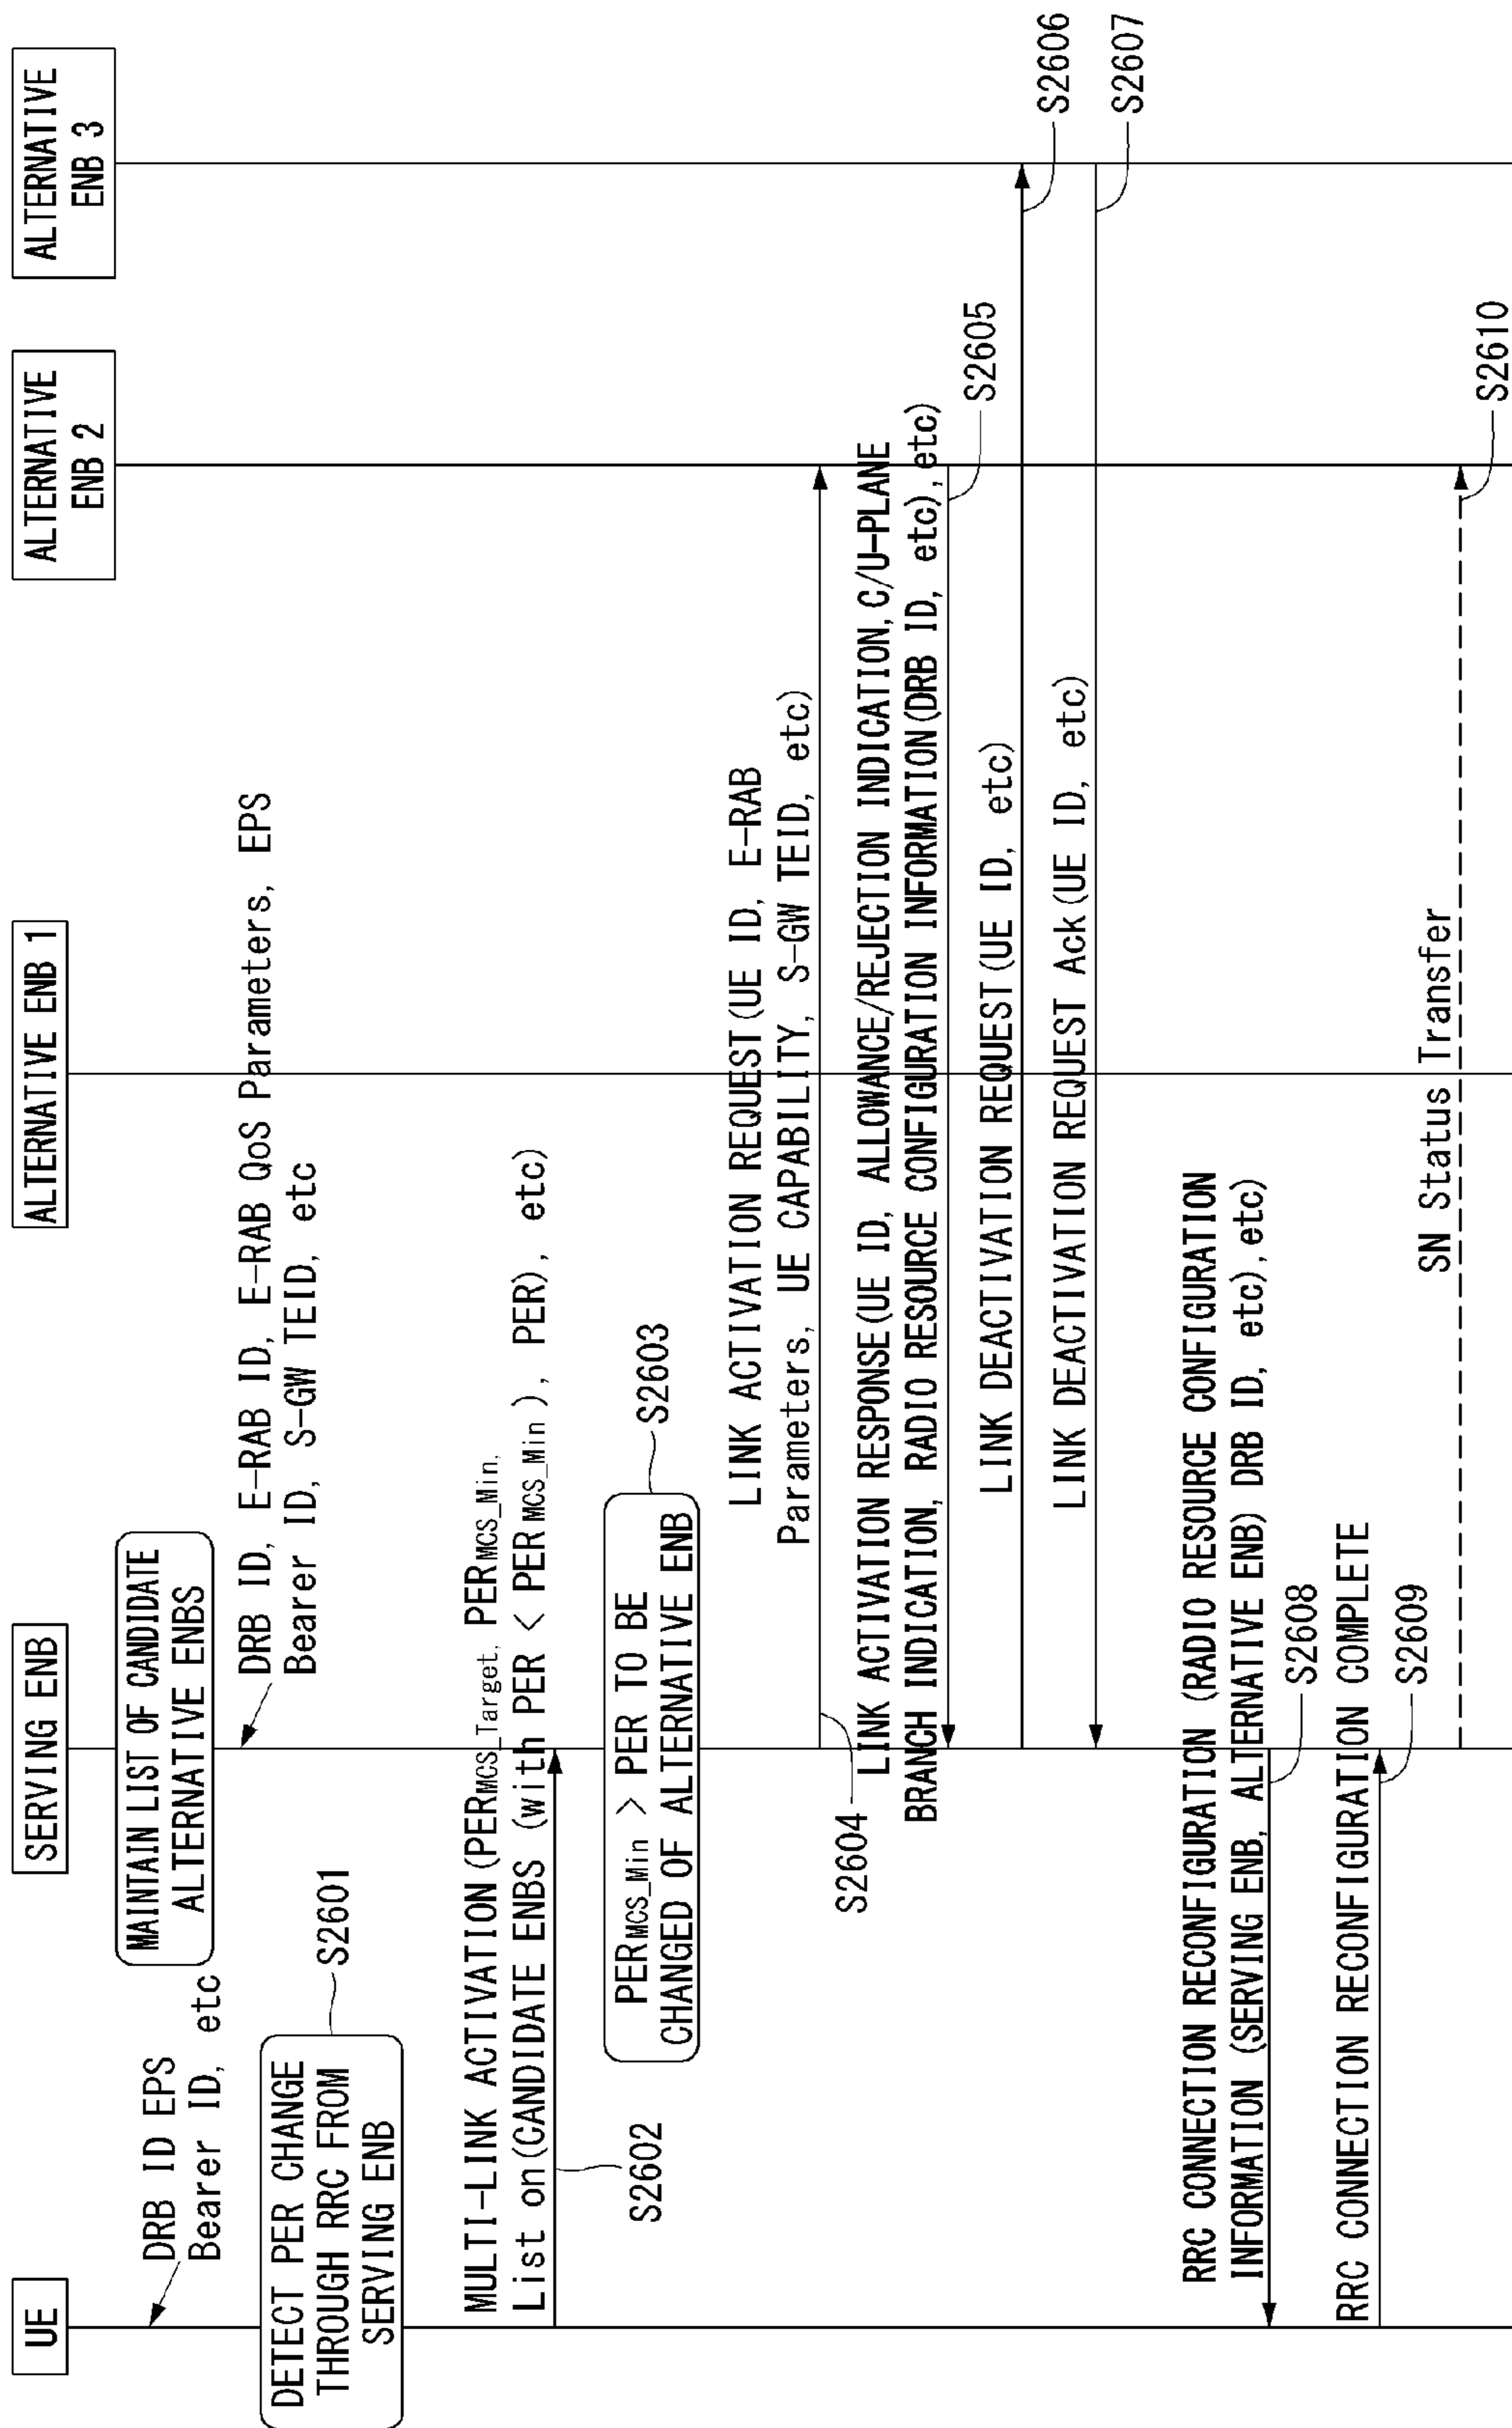 UE
SERVING ENB
ALTERNATIVE ENB 1
ALTERNATIVE
ENB 2
ALTERNATIVE
ENB 3
MAINTAIN LIST OF CANDIDATE
ALTERNATIVE ENBS
DRB ID EPS
Bearer ID, etc
DRB ID, E-RAB ID, E-RAB QoS Parameters, EPS
Bearer ID, S-GW TEID, etc
DETECT PER CHANGE
THROUGH RRC FROM
SERVING ENB
S2601
MULTI-LINK ACTIVATION(PERMCS_Target, PERMCS_Min,
List on(CANDIDATE ENBS (with PER < PER MCS_Min), PER), etc)
S2602
PERMCS_Min > PER TO BE
CHANGED OF ALTERNATIVE ENB
S2603
LINK ACTIVATION REQUEST(UE ID, E-RAB
Parameters, UE CAPABILITY, S-GW TEID, etc)
S2604
LINK ACTIVATION RESPONSE(UE ID, ALLOWANCE/REJECTION INDICATION,C/U-PLANE
BRANCH INDICATION, RADIO RESOURCE CONFIGURATION INFORMATION(DRB ID, etc),etc)
S2605
LINK DEACTIVATION REQUEST(UE ID, etc)
S2606
LINK DEACTIVATION REQUEST Ack(UE ID, etc)
S2607
RRC CONNECTION RECONFIGURATION (RADIO RESOURCE CONFIGURATION
INFORMATION (SERVING ENB, ALTERNATIVE ENB) DRB ID, etc),etc)
S2608
RRC CONNECTION RECONFIGURATION COMPLETE
S2609
SN Status Transfer
S2610